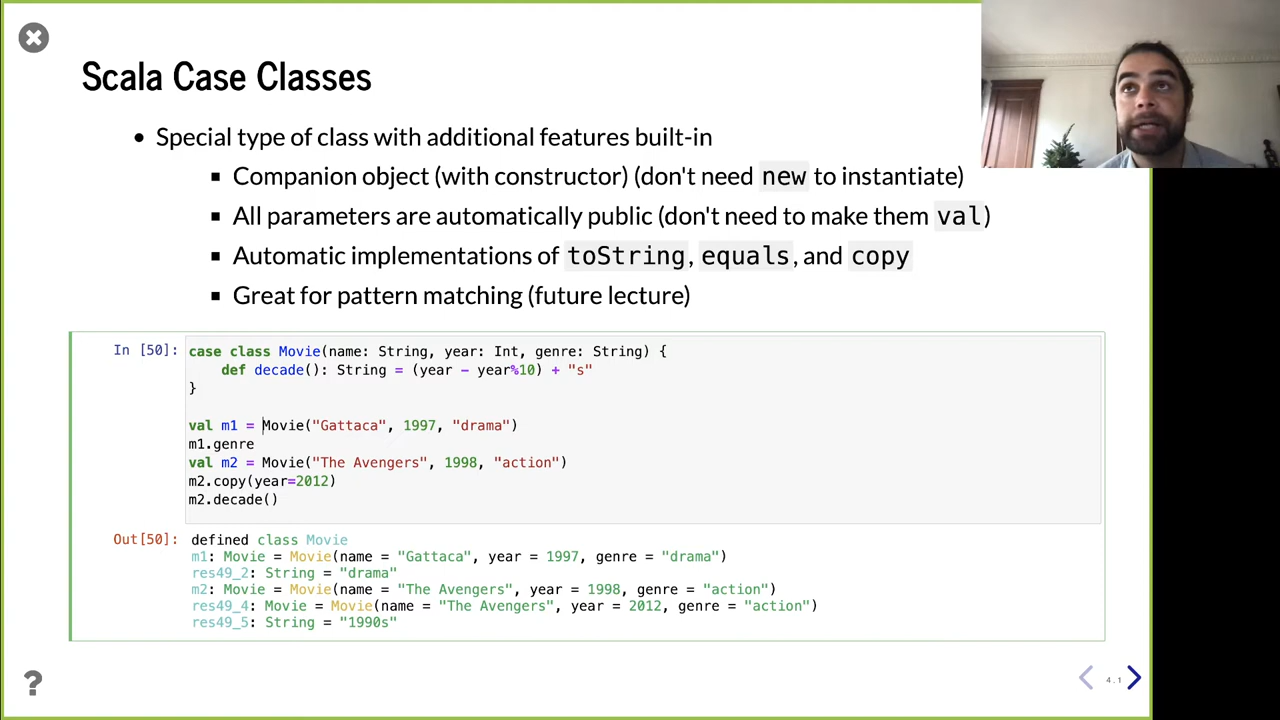 Scala Case Classes
• Special type of class with additional features built-in
▪ Companion object (with constructor) (don't need new to instantiate)
▪ All parameters are automatically public (don't need to make them val)
▪ Automatic implementations of toString, equals, and copy
▪ Great for pattern matching (future lecture)
In [50]: case class Movie(name: String, year: Int, genre: String) {
    def decade(): String = (year - year%10) + "s"
}
val m1 = Movie("Gattaca", 1997, "drama")
m1.genre
val m2 = Movie("The Avengers", 1998, "action")
m2.copy(year=2012)
m2.decade()
Out[50]: defined class Movie
m1: Movie = Movie(name = "Gattaca", year = 1997, genre = "drama")
res49_2: String = "drama"
m2: Movie = Movie(name = "The Avengers", year = 1998, genre = "action")
res49_4: Movie = Movie(name = "The Avengers", year = 2012, genre = "action")
res49_5: String = "1990s"
?
4.1